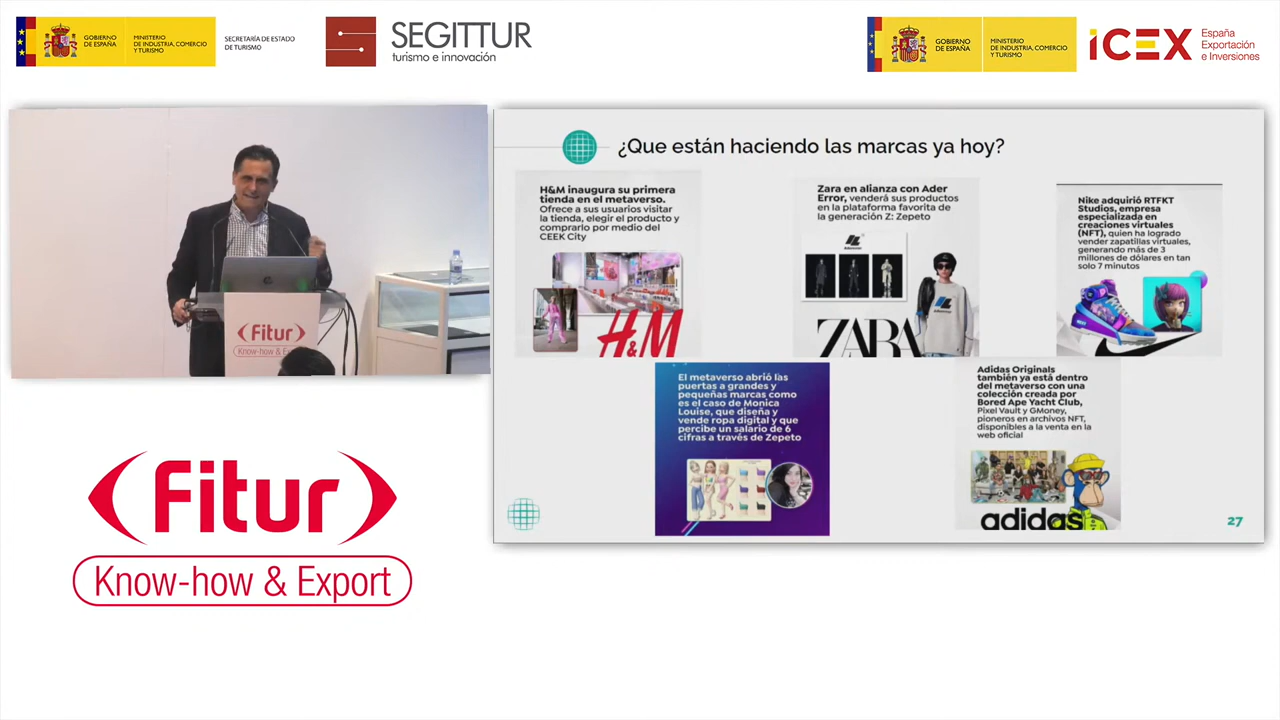 GOBIERNO
DE ESPAÑA
MINISTERIO
DE INDUSTRIA, COMERCIO
Y TURISMO
SECRETARÍA DE ESTADO
DE TURISMO
SEGITTUR
turismo e innovación
GOBIERNO
DE ESPAÑA
MINISTERIO
DE INDUSTRIA, COMERCIO
Y TURISMO
iCEX
España
Exportación
e Inversiones
Fitur
Know-how & Ex
¿Que están haciendo las marcas ya hoy?
H&M inaugura su primera
tienda en el metaverso.
Ofrece a sus usuarios visitar
la tienda, elegir el producto y
comprarlo por medio del
CEEK City
H&M
Zara en alianza con Ader
Error, venderá sus productos
en la plataforma favorita de
la generación Z: Zepeto
ZARA
Nike adquirió RTFKT
Studios, empresa
especializada en
creaciones virtuales
(NFT), quien ha logrado
vender zapatillas virtuales,
generando más de 3
millones de dólares en tan
solo 7 minutos
El metaverso abrió las
puertas a grandes y
pequeñas marcas como
es el caso de Monica
Louise, que diseña y
vende ropa digital y que
percibe un salario de 6
cifras a través de Zepeto
Adidas Originals
también ya está dentro
del metaverso con una
colección creada por
Bored Ape Yacht Club,
Pixel Vault y GMoney,
pioneros en archivos NFT,
disponibles a la venta en la
web oficial
adidas
27
Fitur
Know-how & Export